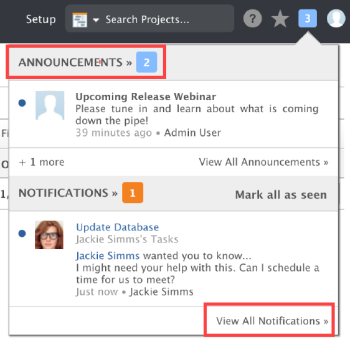 Setup Search Projects... ? 3
ANNOUNCEMENTS » 2
Upcoming Release Webinar
Please tune in and learn about what is coming
down the pipe!
39 minutes ago • Admin User
+ 1 more View All Announcements »
NOTIFICATIONS » 1 Mark all as seen
Update Database
Jackie Simms's Tasks
Jackie Simms wanted you to know...
I might need your help with this. Can I schedule a
time for us to meet?
Just now • Jackie Simms
View All Notifications »